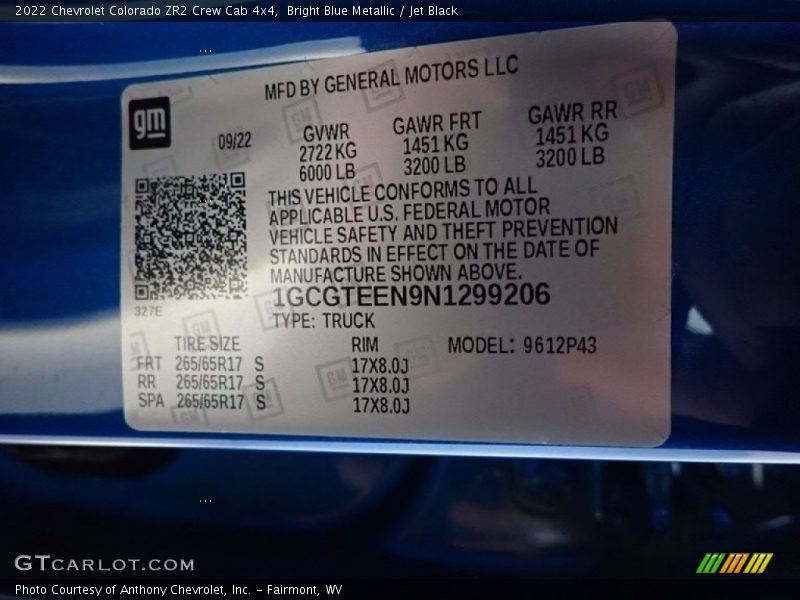 2022 Chevrolet Colorado ZR2 Crew Cab 4x4, Bright Blue Metallic / Jet Black
MFD BY GENERAL MOTORS LLC
gm
09/22
GVWR GAWR FRT GAWR RR
2722 KG 1451 KG 1451 KG
6000 LB 3200 LB 3200 LB
THIS VEHICLE CONFORMS TO ALL
APPLICABLE U.S. FEDERAL MOTOR
VEHICLE SAFETY AND THEFT PREVENTION
STANDARDS IN EFFECT ON THE DATE OF
MANUFACTURE SHOWN ABOVE.
1GCGTEEN9N1299206
327E
TYPE: TRUCK
TIRE SIZE RIM MODEL: 9612P43
FRT 265/65R17 S 17X8.0J
RR 265/65R17 S 17X8.0J
SPA 265/65R17 S 17X8.0J
GTCARLOT.COM
Photo Courtesy of Anthony Chevrolet, Inc. - Fairmont, WV